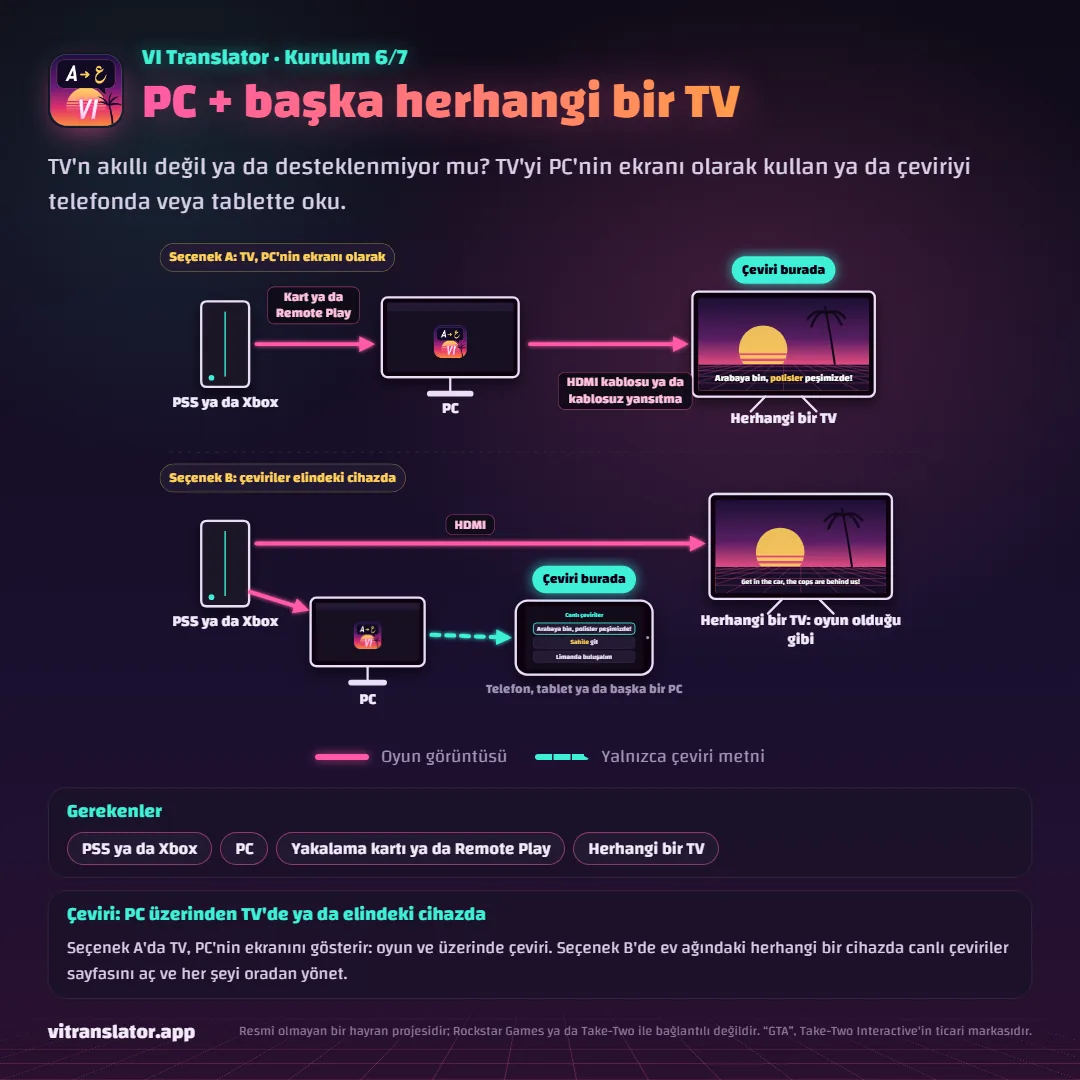 A→ع
VI
VI Translator · Kurulum 6/7
PC + başka herhangi bir TV
TV'n akıllı değil ya da desteklenmiyor mu? TV'yi PC'nin ekranı olarak kullan ya da çeviriyi
telefonda veya tablette oku.
Seçenek A: TV, PC'nin ekranı olarak
Çeviri burada
Kart ya da
Remote Play
A→ع
VI
Arabaya bin, polisler peşimizde!
HDMI kablosu ya da
kablosuz yansıtma
PS5 ya da Xbox
PC
Herhangi bir TV
Seçenek B: çeviriler elindeki cihazda
HDMI
Get in the car, the cops are behind us!
Çeviri burada
PS5 ya da Xbox
A→ع
VI
Canlı çeviriler
Arabaya bin, polisler peşimizde!
Sahile git
Limanda buluşalım
Herhangi bir TV: oyun olduğu
gibi
PC
Telefon, tablet ya da başka bir PC
Oyun görüntüsü
Yalnızca çeviri metni
Gerekenler
PS5 ya da Xbox
PC
Yakalama kartı ya da Remote Play
Herhangi bir TV
Çeviri: PC üzerinden TV'de ya da elindeki cihazda
Seçenek A'da TV, PC'nin ekranını gösterir: oyun ve üzerinde çeviri. Seçenek B'de ev ağındaki herhangi bir cihazda canlı çeviriler
sayfasını aç ve her şeyi oradan yönet.
vitranslator.app
Resmi olmayan bir hayran projesidir; Rockstar Games ya da Take-Two ile bağlantılı değildir. “GTA”, Take-Two Interactive'in ticari markasıdır.